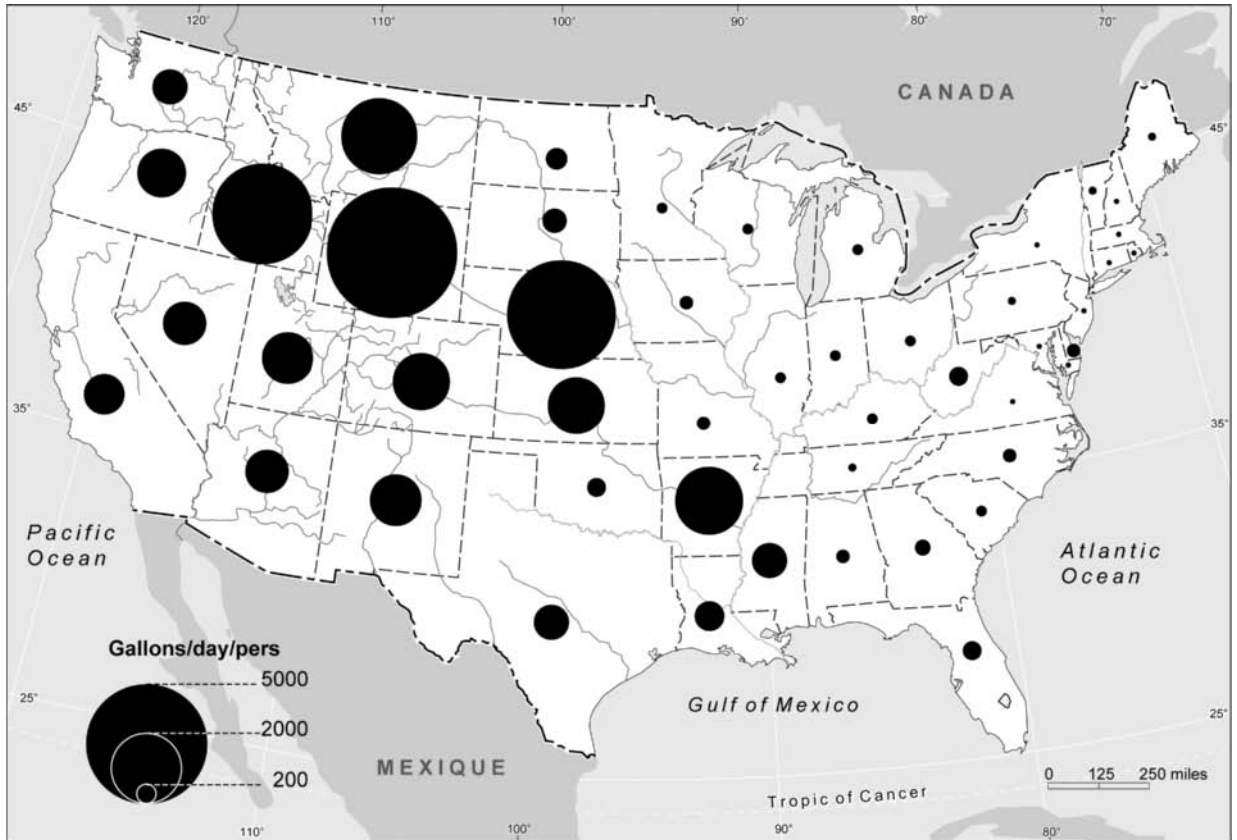 120°
110°
100°
90°
80°
70°
45°
CANADA
45°
35°
35°
Pacific
Ocean
Atlantic
Ocean
Gallons/day/pers
5000
2000
200
25°
Gulf of Mexico
25°
MEXIQUE
0 125 250 miles
Tropic of Cancer
110°
100°
90°
80°